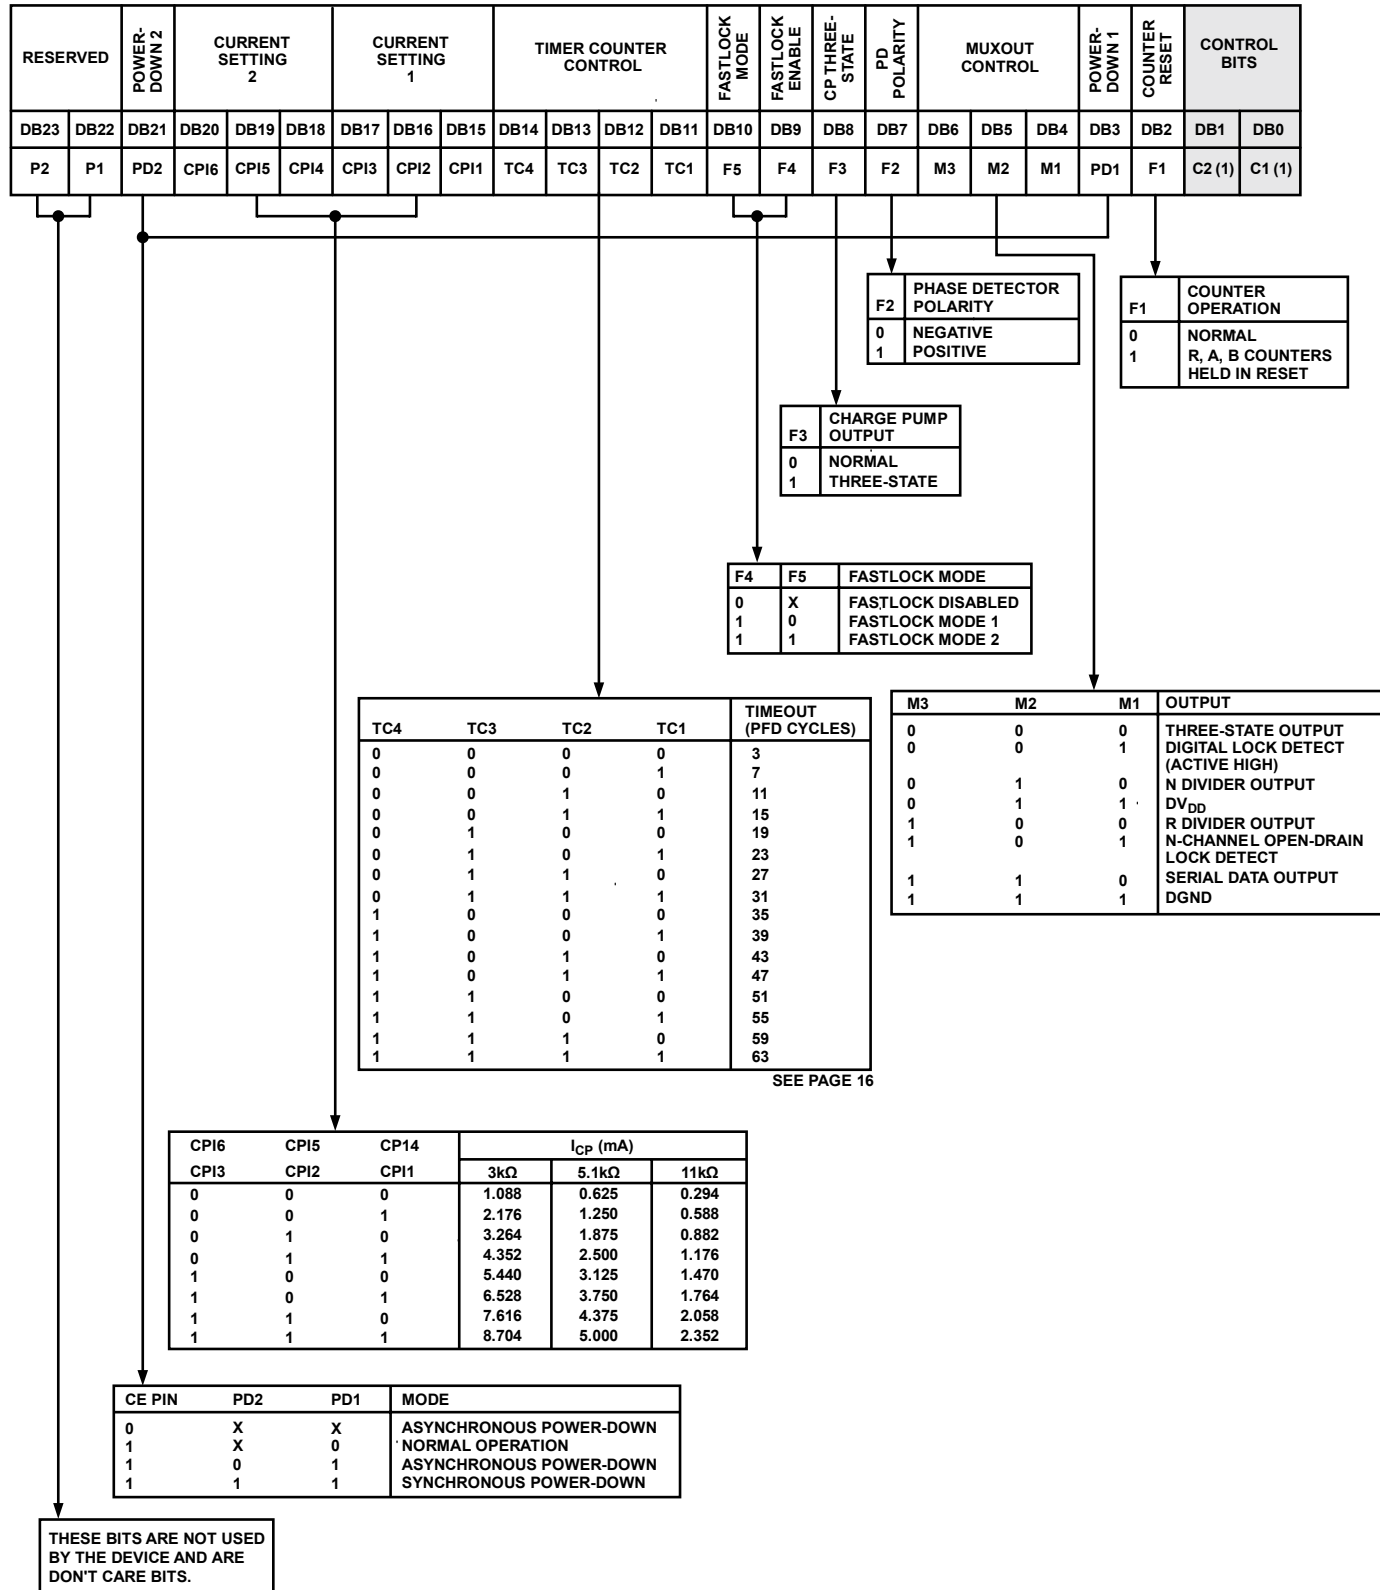 RESERVED
POWER-
DOWN 2
CURRENT
SETTING
2
CURRENT
SETTING
1
TIMER COUNTER
CONTROL
FASTLOCK
MODE
FASTLOCK
ENABLE
CP THREE-
STATE
PD
POLARITY
MUXOUT
CONTROL
POWER-
DOWN 1
COUNTER
RESET
CONTROL
BITS
DB23 DB22 DB21 DB20 DB19 DB18 DB17 DB16 DB15 DB14 DB13 DB12 DB11 DB10 DB9 DB8 DB7 DB6 DB5 DB4 DB3 DB2 DB1 DB0
P2 P1 PD2 CPI6 CPI5 CPI4 CPI3 CPI2 CPI1 TC4 TC3 TC2 TC1 F5 F4 F3 F2 M3 M2 M1 PD1 F1 C2 (1) C1 (1)
F2 PHASE DETECTOR
POLARITY
0 NEGATIVE
1 POSITIVE
F1 COUNTER
OPERATION
0 NORMAL
1 R, A, B COUNTERS
HELD IN RESET
F3 CHARGE PUMP
OUTPUT
0 NORMAL
1 THREE-STATE
F4 F5 FASTLOCK MODE
0 X FASTLOCK DISABLED
1 0 FASTLOCK MODE 1
1 1 FASTLOCK MODE 2
TC4 TC3 TC2 TC1 TIMEOUT
(PFD CYCLES)
0 0 0 0 3
0 0 0 1 7
0 0 1 0 11
0 0 1 1 15
0 1 0 0 19
0 1 0 1 23
0 1 1 0 27
0 1 1 1 31
1 0 0 0 35
1 0 0 1 39
1 0 1 0 43
1 0 1 1 47
1 1 0 0 51
1 1 0 1 55
1 1 1 0 59
1 1 1 1 63
SEE PAGE 16
M3 M2 M1 OUTPUT
0 0 0 THREE-STATE OUTPUT
0 0 1 DIGITAL LOCK DETECT
(ACTIVE HIGH)
0 1 0 N DIVIDER OUTPUT
0 1 1 DVDD
1 0 0 R DIVIDER OUTPUT
1 0 1 N-CHANNEL OPEN-DRAIN
LOCK DETECT
1 1 0 SERIAL DATA OUTPUT
1 1 1 DGND
CPI6 CPI5 CP14 ICP (mA)
CPI3 CPI2 CPI1 3kΩ 5.1kΩ 11kΩ
0 0 0 1.088 0.625 0.294
0 0 1 2.176 1.250 0.588
0 1 0 3.264 1.875 0.882
0 1 1 4.352 2.500 1.176
1 0 0 5.440 3.125 1.470
1 0 1 6.528 3.750 1.764
1 1 0 7.616 4.375 2.058
1 1 1 8.704 5.000 2.352
CE PIN PD2 PD1 MODE
0 X X ASYNCHRONOUS POWER-DOWN
1 X 0 NORMAL OPERATION
1 0 1 ASYNCHRONOUS POWER-DOWN
1 1 1 SYNCHRONOUS POWER-DOWN
THESE BITS ARE NOT USED
BY THE DEVICE AND ARE
DON'T CARE BITS.